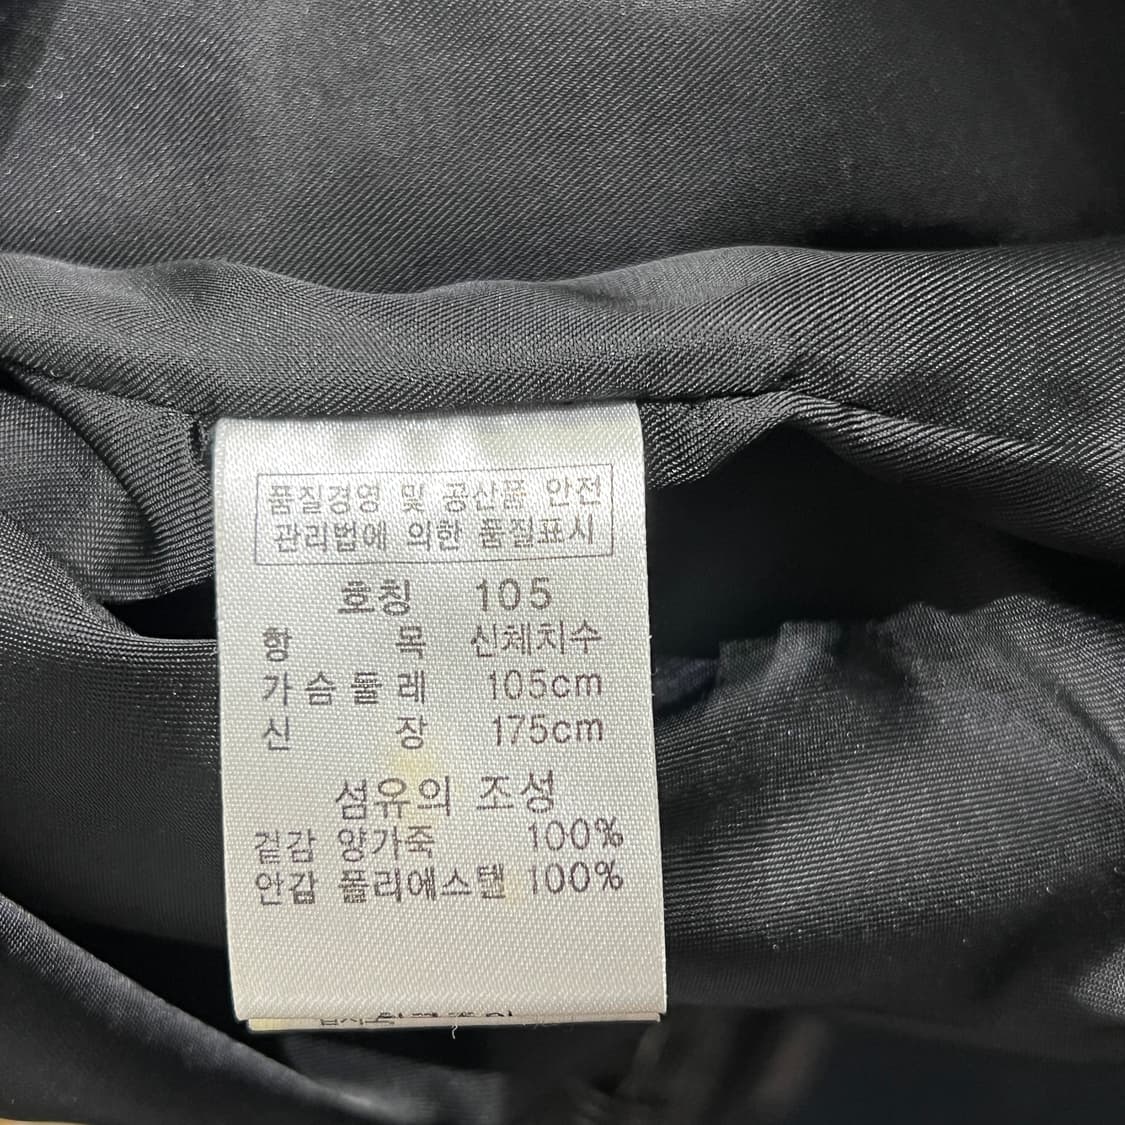 품질경영 및 공산품 안전
관리법에 의한 품질표시
호칭 105
항 목 신체치수
가슴둘레 105cm
신 장 175cm
섬유의 조성
겉감 양가죽 100%
안감 폴리에스텔 100%